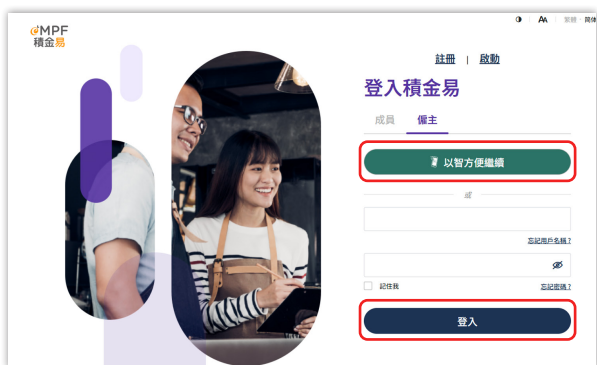 eMPF
積金易
AA | 繁體 简体
註冊 | 啟動
登入積金易
成員 僱主
以智方便繼續
或
忘記用戶名稱?
記住我 忘記密碼?
登入